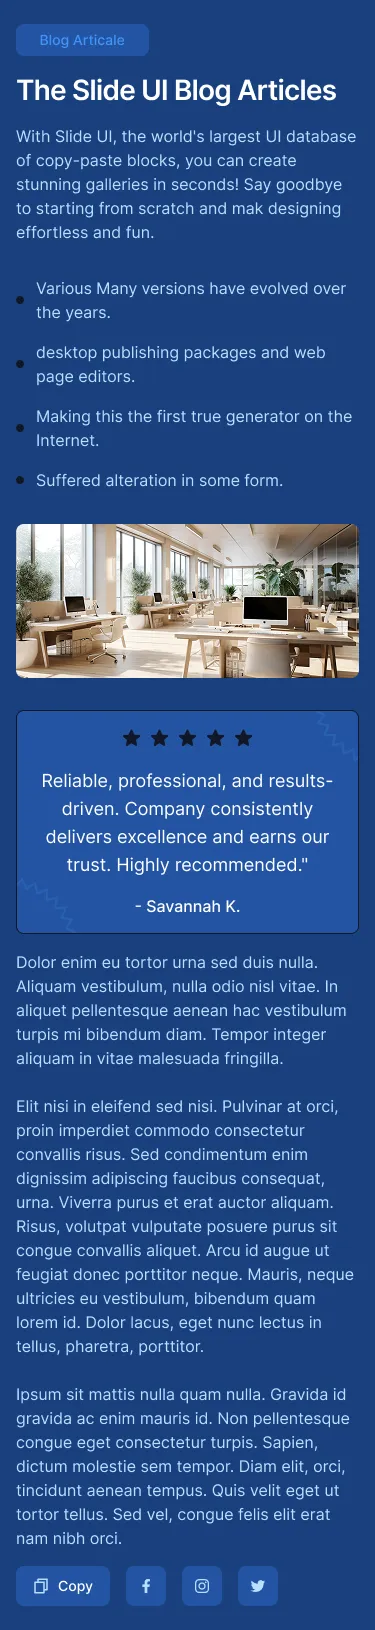 Blog Articale
The Slide UI Blog Articles
With Slide UI, the world's largest UI database
of copy-paste blocks, you can create
stunning galleries in seconds! Say goodbye
to starting from scratch and mak designing
effortless and fun.
Various Many versions have evolved over
the years.
desktop publishing packages and web
page editors.
Making this the first true generator on the
Internet.
Suffered alteration in some form.
Reliable, professional, and results-
driven. Company consistently
delivers excellence and earns our
trust. Highly recommended."
- Savannah K.
Dolor enim eu tortor urna sed duis nulla.
Aliquam vestibulum, nulla odio nisl vitae. In
aliquet pellentesque aenean hac vestibulum
turpis mi bibendum diam. Tempor integer
aliquam in vitae malesuada fringilla.
Elit nisi in eleifend sed nisi. Pulvinar at orci,
proin imperdiet commodo consectetur
convallis risus. Sed condimentum enim
dignissim adipiscing faucibus consequat,
urna. Viverra purus et erat auctor aliquam.
Risus, volutpat vulputate posuere purus sit
congue convallis aliquet. Arcu id augue ut
feugiat donec porttitor neque. Mauris, neque
ultricies eu vestibulum, bibendum quam
lorem id. Dolor lacus, eget nunc lectus in
tellus, pharetra, porttitor.
Ipsum sit mattis nulla quam nulla. Gravida id
gravida ac enim mauris id. Non pellentesque
congue eget consectetur turpis. Sapien,
dictum molestie sem tempor. Diam elit, orci,
tincidunt aenean tempus. Quis velit eget ut
tortor tellus. Sed vel, congue felis elit erat
nam nibh orci.
Copy